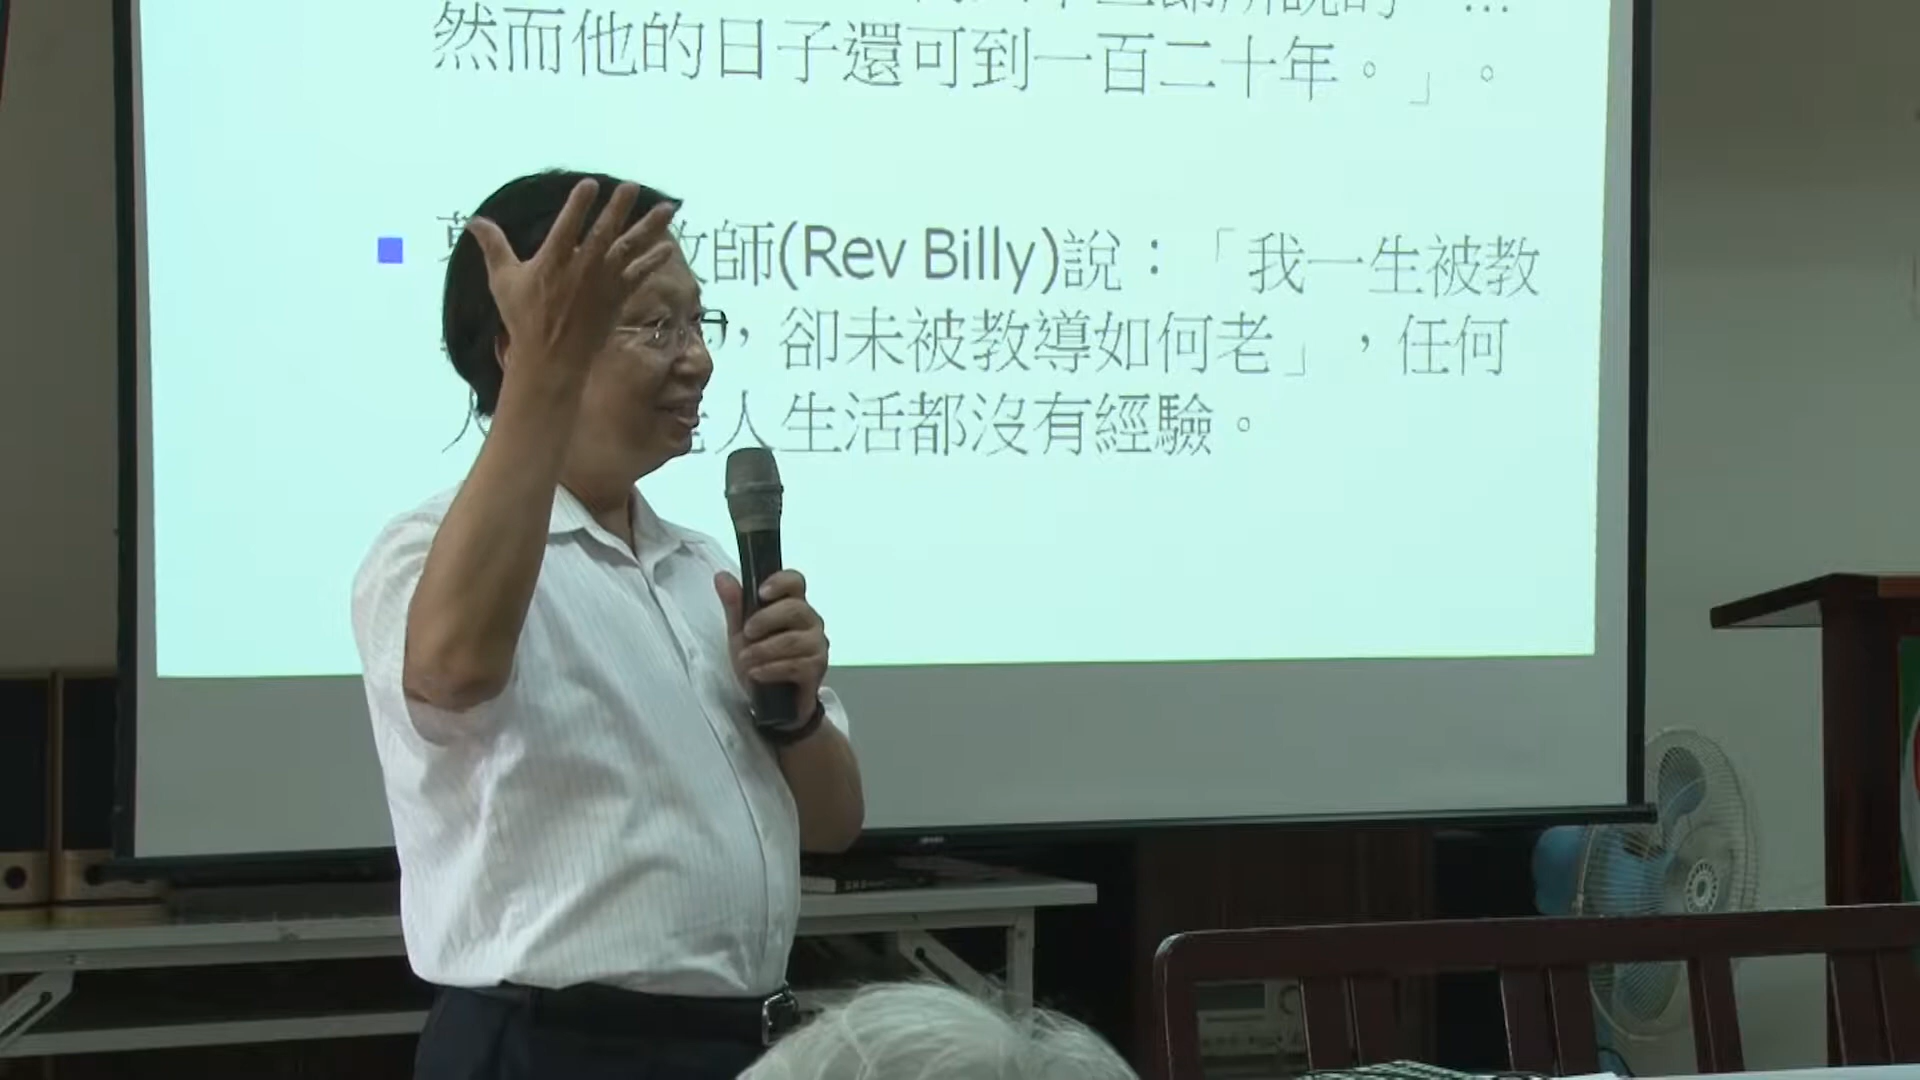 然而他的日子還可到一百二十年。」。
師(Rev Billy)說：「我一生被教
，卻未被教導如何老」，任何
人生活都沒有經驗。